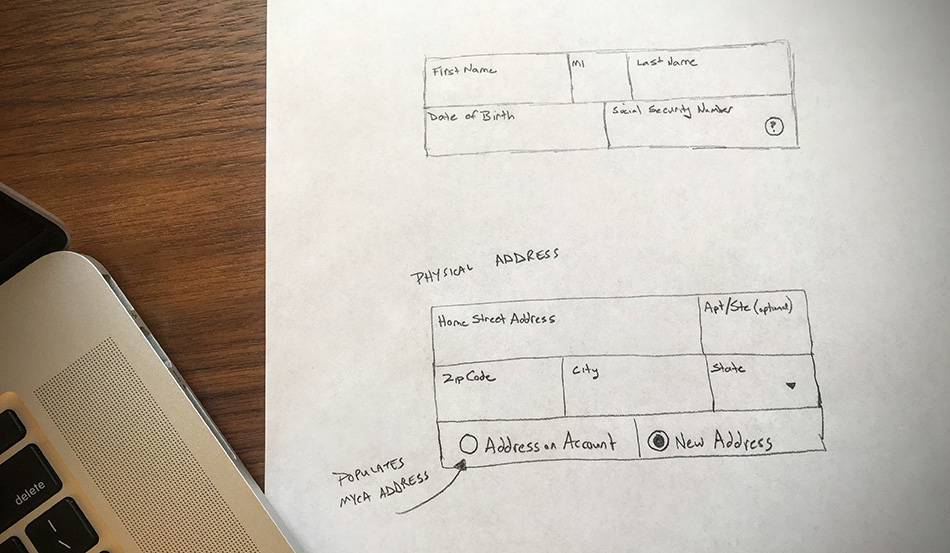 First Name
MI
Last Name
Date of Birth
Social Security Number
?
PHYSICAL ADDRESS
Home Street Address
Apt/Ste (optional)
Zip Code
City
State
Address on Account
New Address
POPULATES
MYCA ADDRESS
delete